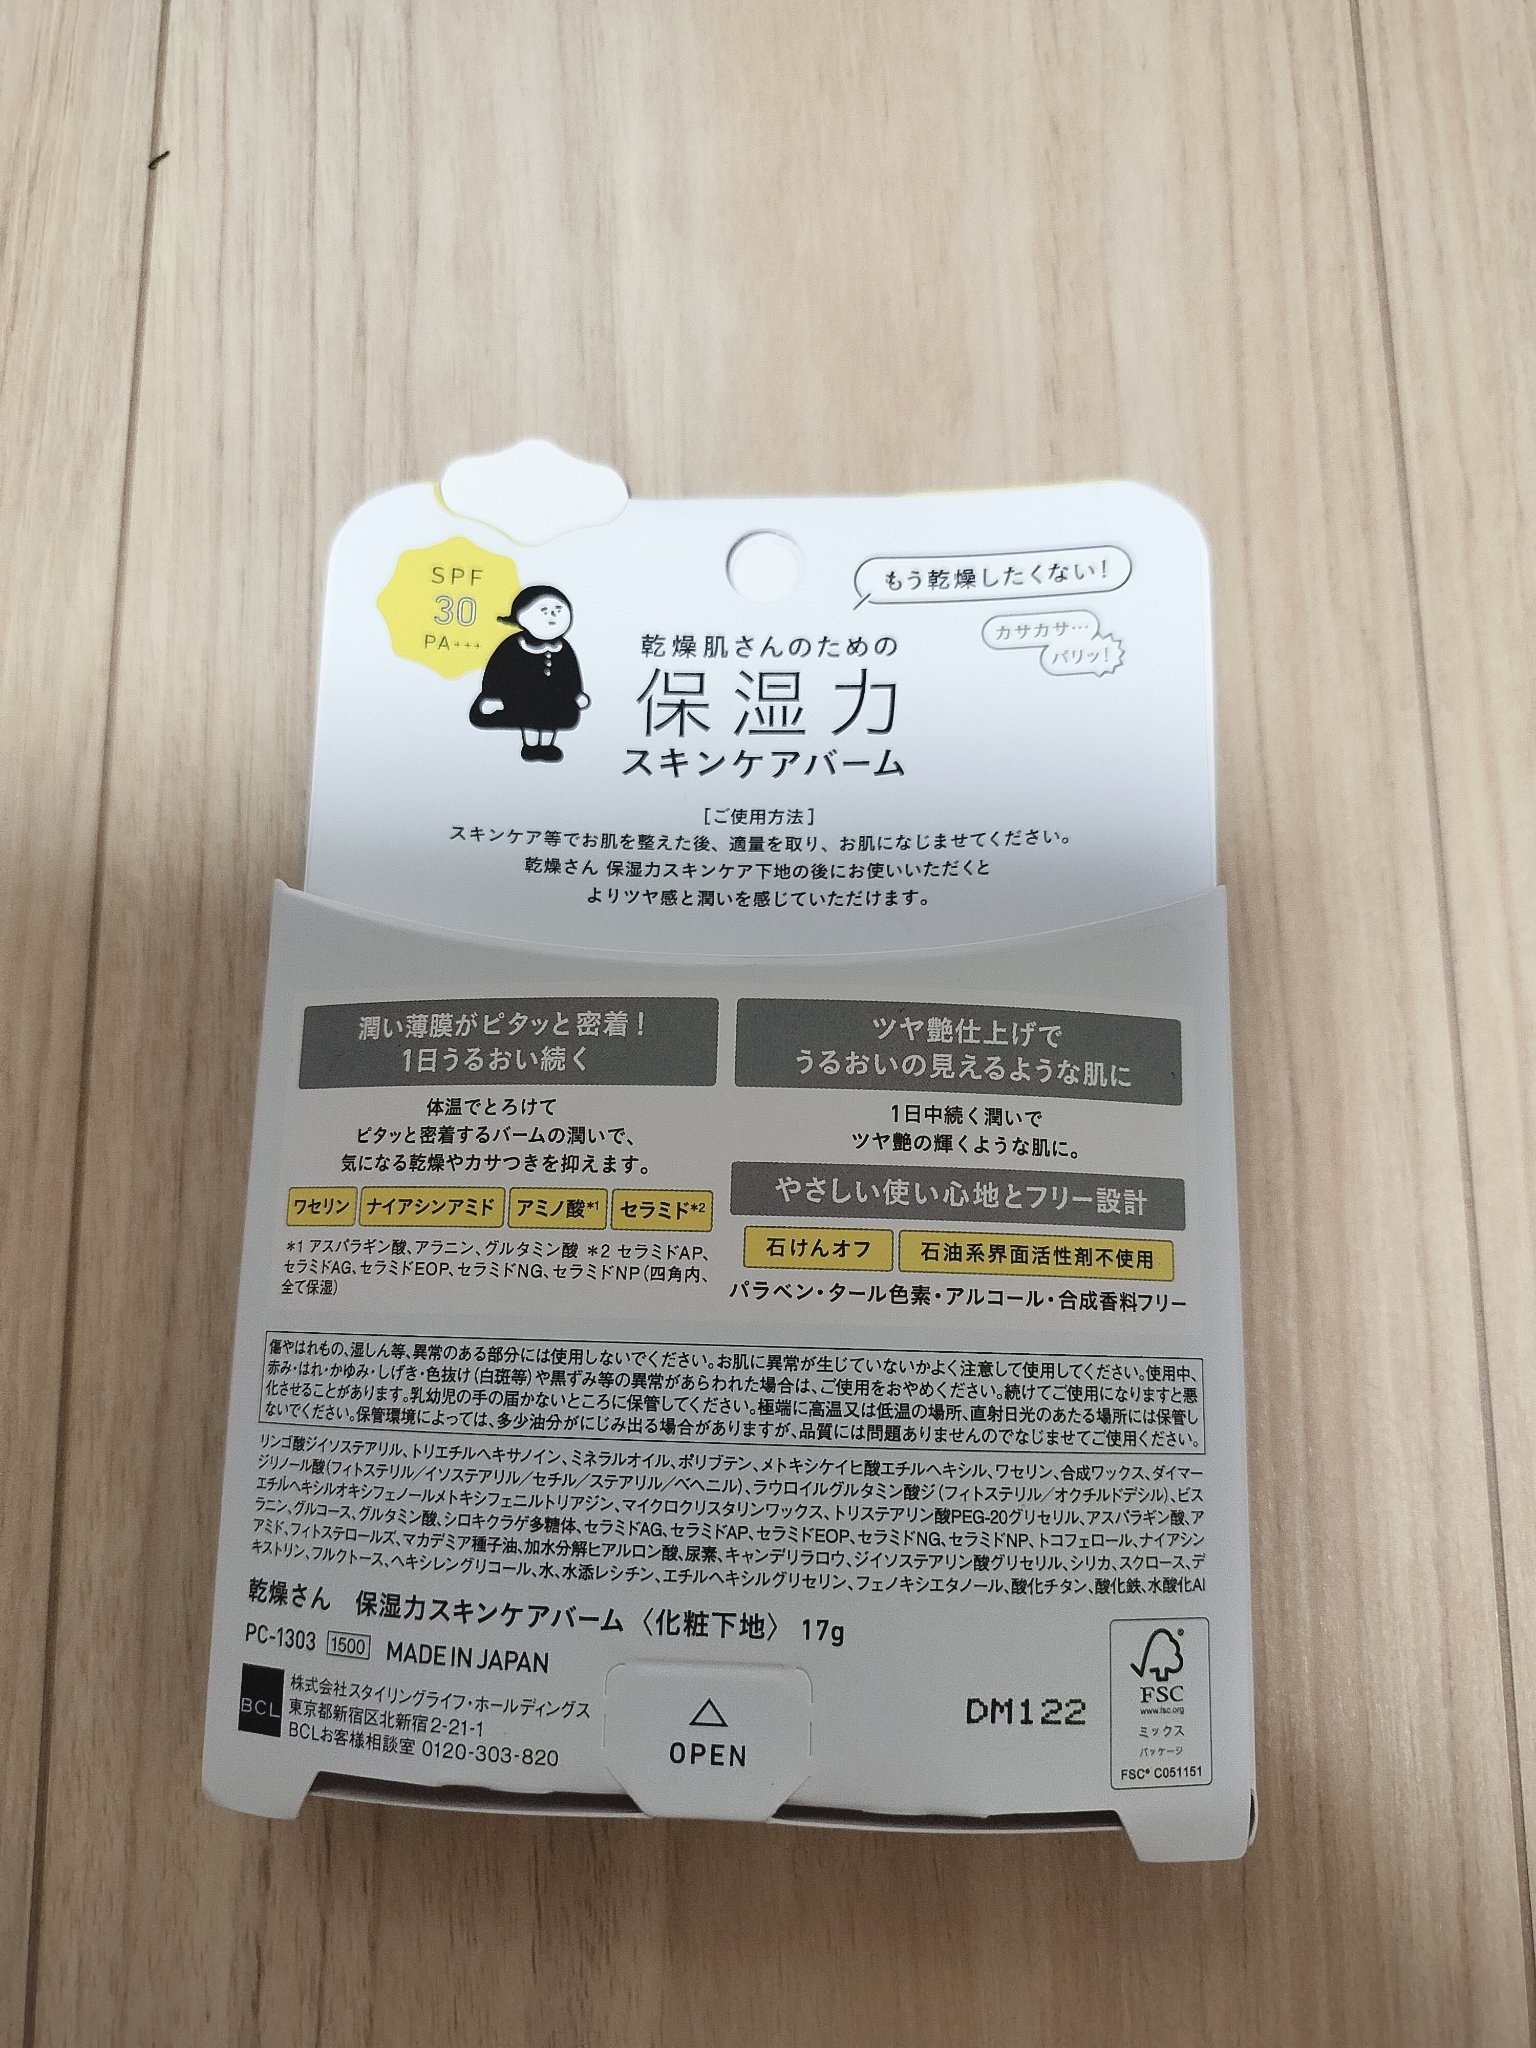 SPF
30
PA+++
もう乾燥したくない!
カサカサ…
パリッ!
乾燥肌さんのための
保湿力
スキンケアバーム
[ご使用方法]
スキンケア等でお肌を整えた後、適量を取り、お肌になじませてください。
乾燥さん 保湿力スキンケア下地の後にお使いいただくと
よりツヤ感と潤いを感じていただけます。
潤い薄膜がピタッと密着!
1日うるおい続く
体温でとろけて
ピタッと密着するバームの潤いで、
気になる乾燥やカサつきを抑えます。
ワセリン
ナイアシンアミド
アミノ酸*1
セラミド*2
*1 アスパラギン酸、アラニン、グルタミン酸 *2 セラミドAP、
セラミドAG、セラミドEOP、セラミドNG、セラミドNP(四角内、
全て保湿)
ツヤ艶仕上げで
うるおいの見えるような肌に
1日中続く潤いで
ツヤ艶の輝くような肌に。
やさしい使い心地とフリー設計
石けんオフ
石油系界面活性剤不使用
パラベン・タール色素・アルコール・合成香料フリー
傷やはれもの、湿しん等、異常のある部分には使用しないでください。お肌に異常が生じていないかよく注意して使用してください。使用中、
赤み・はれ・かゆみ・しげき・色抜け(白斑等)や黒ずみ等の異常があらわれた場合は、ご使用をおやめください。続けてご使用になりますと悪
化させることがあります。乳幼児の手の届かないところに保管してください。極端に高温又は低温の場所、直射日光のあたる場所には保管し
ないでください。保管環境によっては、多少油分がにじみ出る場合がありますが、品質には問題ありませんのでなじませてご使用ください。
リンゴ酸ジイソステアリル、トリエチルヘキサノイン、ミネラルオイル、ポリブテン、メトキシケイヒ酸エチルヘキシル、ワセリン、合成ワックス、ダイマー
ジリノール酸(フィトステリル/イソステアリル/セチル/ステアリル/ベヘニル)、ラウロイルグルタミン酸ジ(フィトステリル/オクチルドデシル)、ビス
エチルヘキシルオキシフェノールメトキシフェニルトリアジン、マイクロクリスタリンワックス、トリステアリン酸PEG-20グリセリル、アスパラギン酸、ア
ラニン、グルコース、グルタミン酸、シロキクラゲ多糖体、セラミドAG、セラミドAP、セラミドEOP、セラミドNG、セラミドNP、トコフェロール、ナイアシン
アミド、フィトステロールズ、マカデミア種子油、加水分解ヒアルロン酸、尿素、キャンデリラロウ、ジイソステアリン酸グリセリル、シリカ、スクロース、デ
キストリン、フルクトース、ヘキシレングリコール、水、水添レシチン、エチルヘキシルグリセリン、フェノキシエタノール、酸化チタン、酸化鉄、水酸化Al
乾燥さん 保湿力スキンケアバーム〈化粧下地〉 17g
PC-1303 1500 MADE IN JAPAN
BCL
株式会社スタイリングライフ・ホールディングス
東京都新宿区北新宿2-21-1
BCLお客様相談室 0120-303-820
OPEN
DM122
FSC
www.fsc.org
ミックス
パッケージ
FSC® C051151